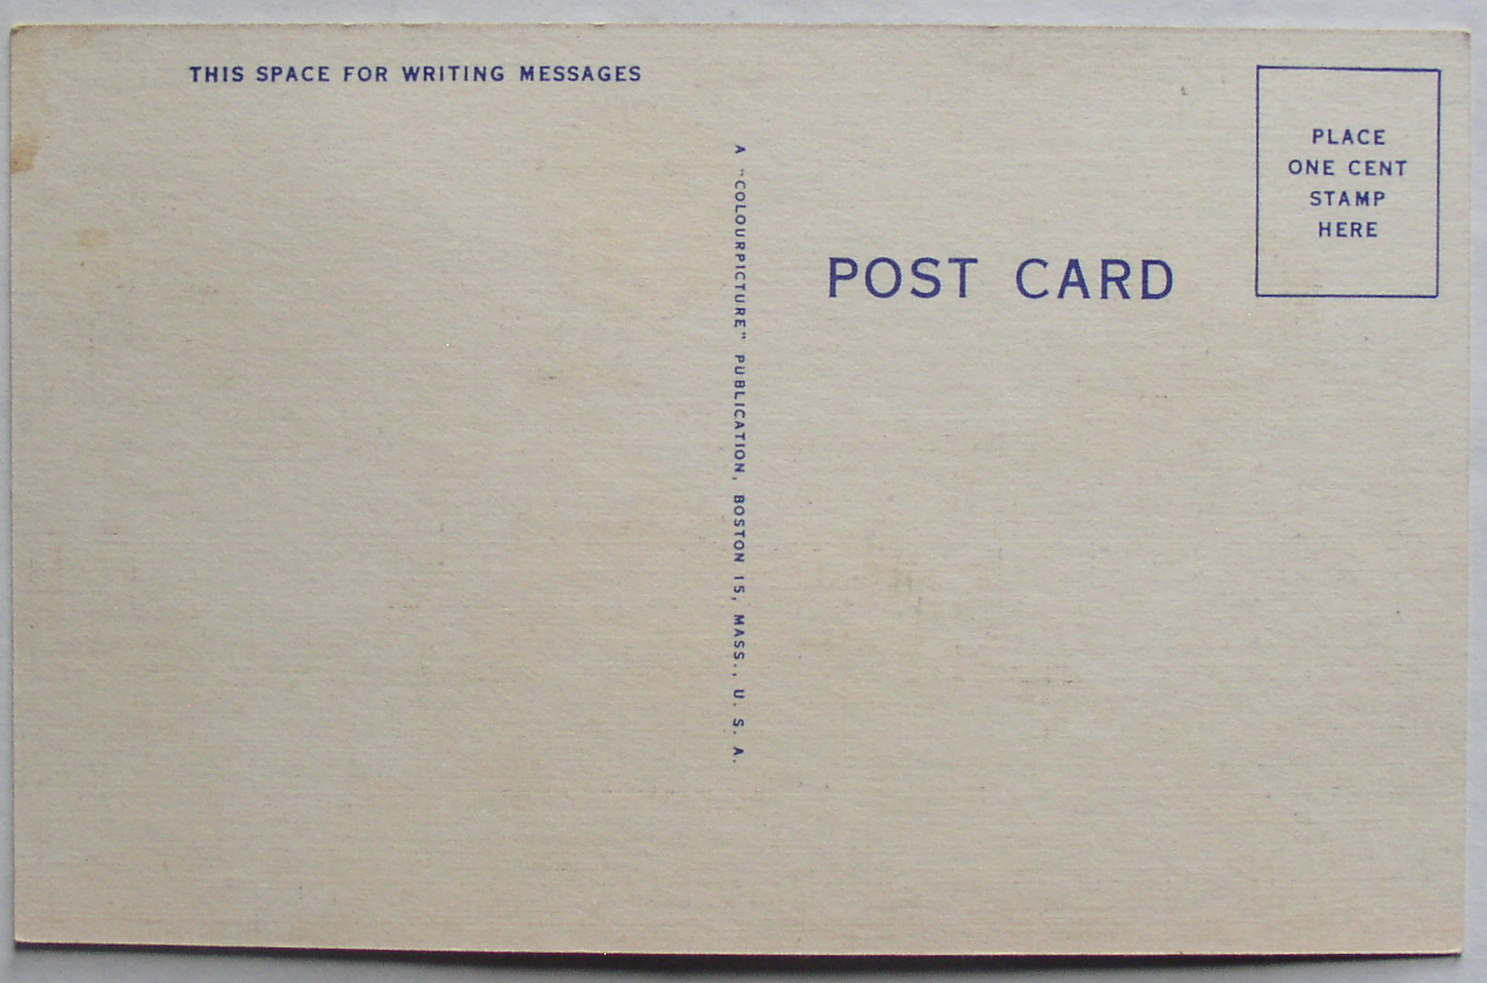 THIS SPACE FOR WRITING MESSAGES
A "COLOURPICTURE" PUBLICATION, BOSTON 15, MASS., U. S. A.
POST CARD
PLACE
ONE CENT
STAMP
HERE